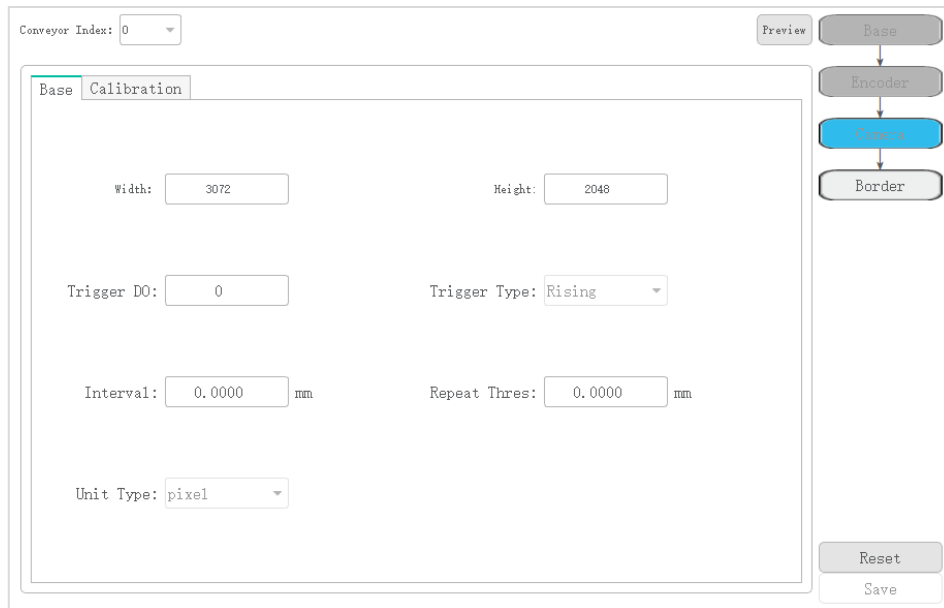 Conveyor Index: 0
Preview
Base
Encoder
Camera
Border
Base Calibration
Width: 3072
Height: 2048
Trigger DO: 0
Trigger Type: Rising
Interval: 0.0000 mm
Repeat Thres: 0.0000 mm
Unit Type: pixel
Reset
Save